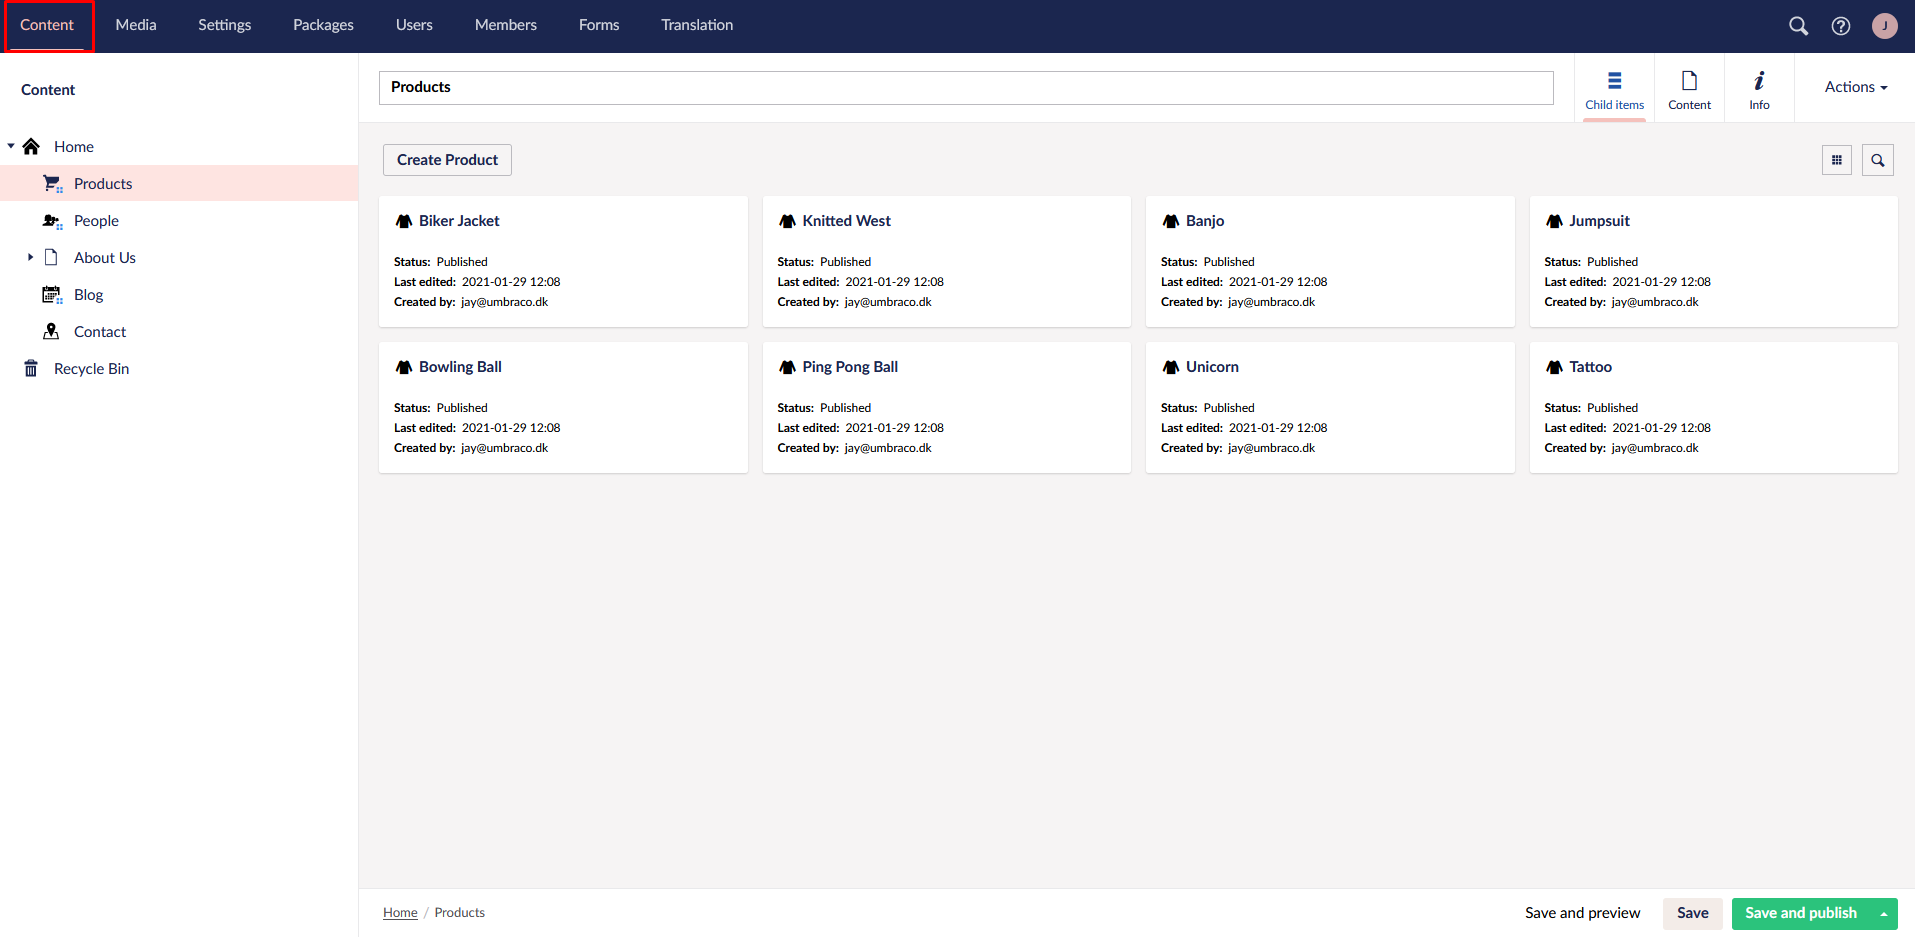 Content Media Settings Packages Users Members Forms Translation J
Content
Home
Products
People
About Us
Blog
Contact
Recycle Bin
Products
Child items Content Info Actions
Create Product
Biker Jacket
Status: Published
Last edited: 2021-01-29 12:08
Created by: jay@umbraco.dk
Knitted West
Status: Published
Last edited: 2021-01-29 12:08
Created by: jay@umbraco.dk
Banjo
Status: Published
Last edited: 2021-01-29 12:08
Created by: jay@umbraco.dk
Jumpsuit
Status: Published
Last edited: 2021-01-29 12:08
Created by: jay@umbraco.dk
Bowling Ball
Status: Published
Last edited: 2021-01-29 12:08
Created by: jay@umbraco.dk
Ping Pong Ball
Status: Published
Last edited: 2021-01-29 12:08
Created by: jay@umbraco.dk
Unicorn
Status: Published
Last edited: 2021-01-29 12:08
Created by: jay@umbraco.dk
Tattoo
Status: Published
Last edited: 2021-01-29 12:08
Created by: jay@umbraco.dk
Home / Products
Save and preview Save Save and publish